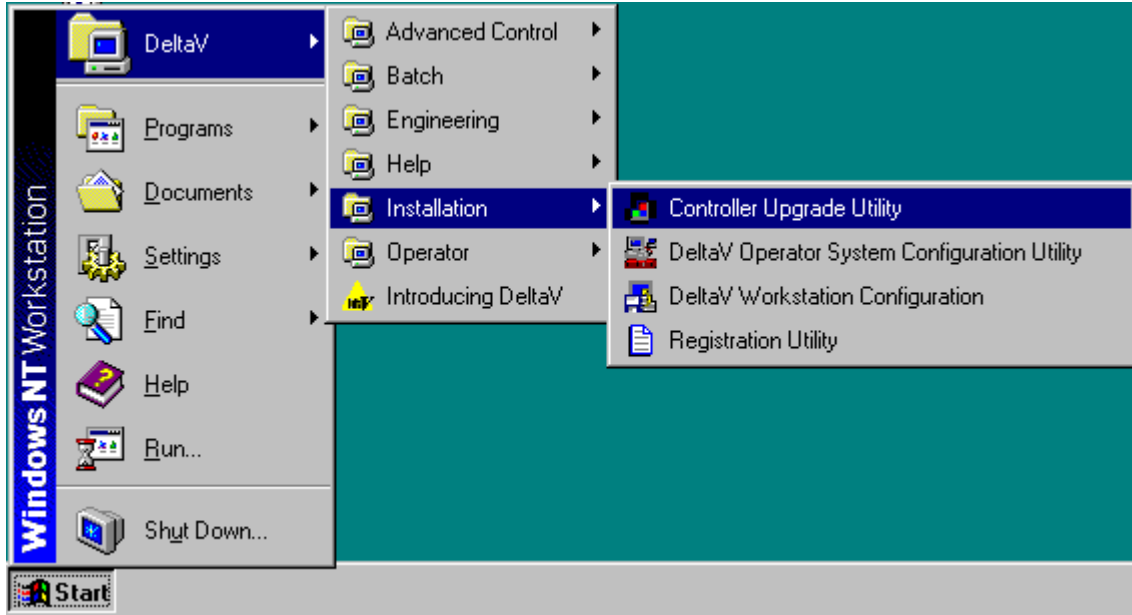 DeltaV
Programs
Documents
Settings
Find
Help
Run...
Shut Down...
Windows NT Workstation
Start
Advanced Control
Batch
Engineering
Help
Installation
Operator
Introducing DeltaV
Controller Upgrade Utility
DeltaV Operator System Configuration Utility
DeltaV Workstation Configuration
Registration Utility